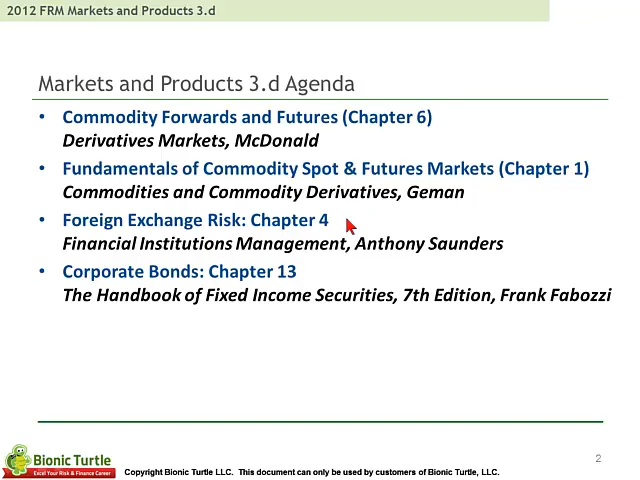 2012 FRM Markets and Products 3.d
Markets and Products 3.d Agenda
• Commodity Forwards and Futures (Chapter 6)
Derivatives Markets, McDonald
• Fundamentals of Commodity Spot & Futures Markets (Chapter 1)
Commodities and Commodity Derivatives, Geman
• Foreign Exchange Risk: Chapter 4
Financial Institutions Management, Anthony Saunders
• Corporate Bonds: Chapter 13
The Handbook of Fixed Income Securities, 7th Edition, Frank Fabozzi
2
Bionic Turtle
Excel Your Risk & Finance Career
Copyright Bionic Turtle LLC. This document can only be used by customers of Bionic Turtle, LLC.